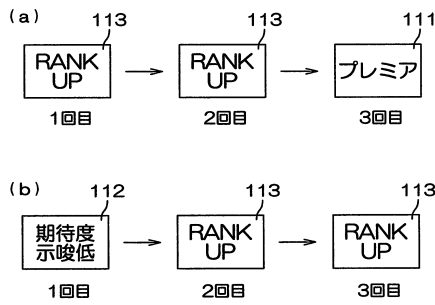 (a)
113 113 111
RANK UP RANK UP プレミア
1回目 2回目 3回目
(b)
112 113 113
期待度示唆低 RANK UP RANK UP
1回目 2回目 3回目